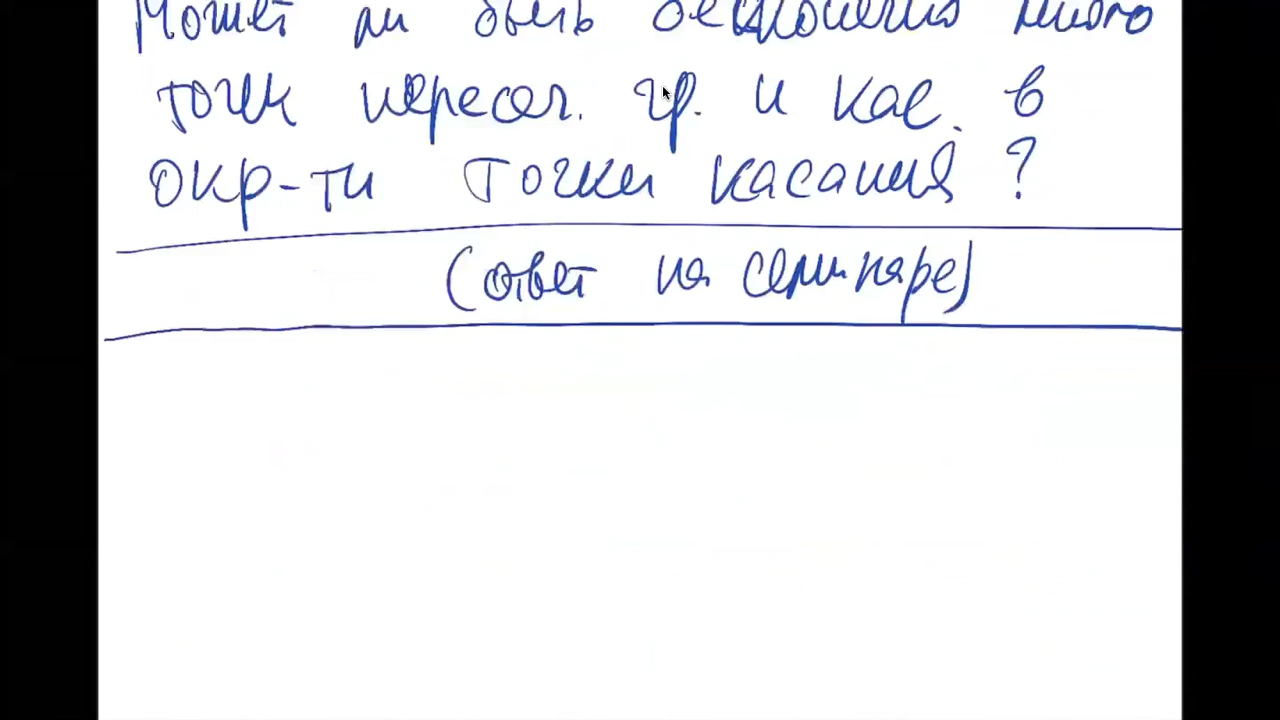 Может ли быть бесконечно много
точек пересеч. гр. и кас. в
окр-ти точки касания ?
(ответ на семинаре)